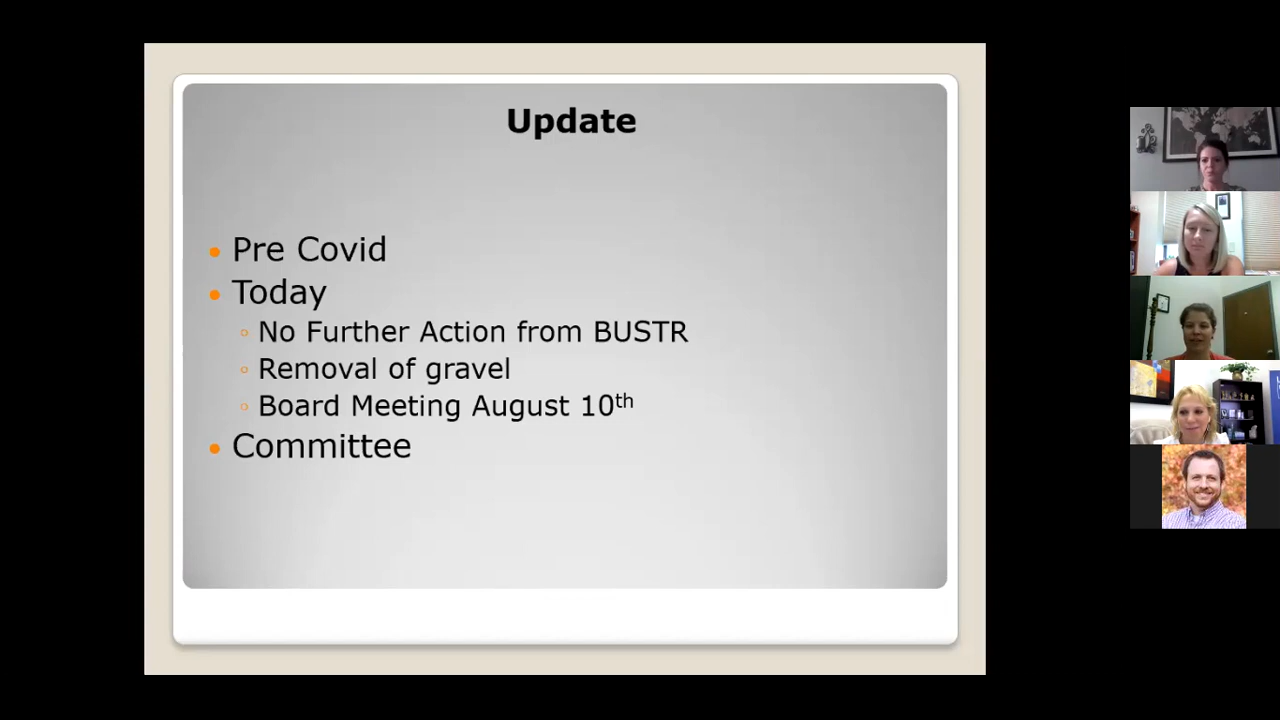 Update
Pre Covid
Today
No Further Action from BUSTR
Removal of gravel
Board Meeting August 10th
Committee